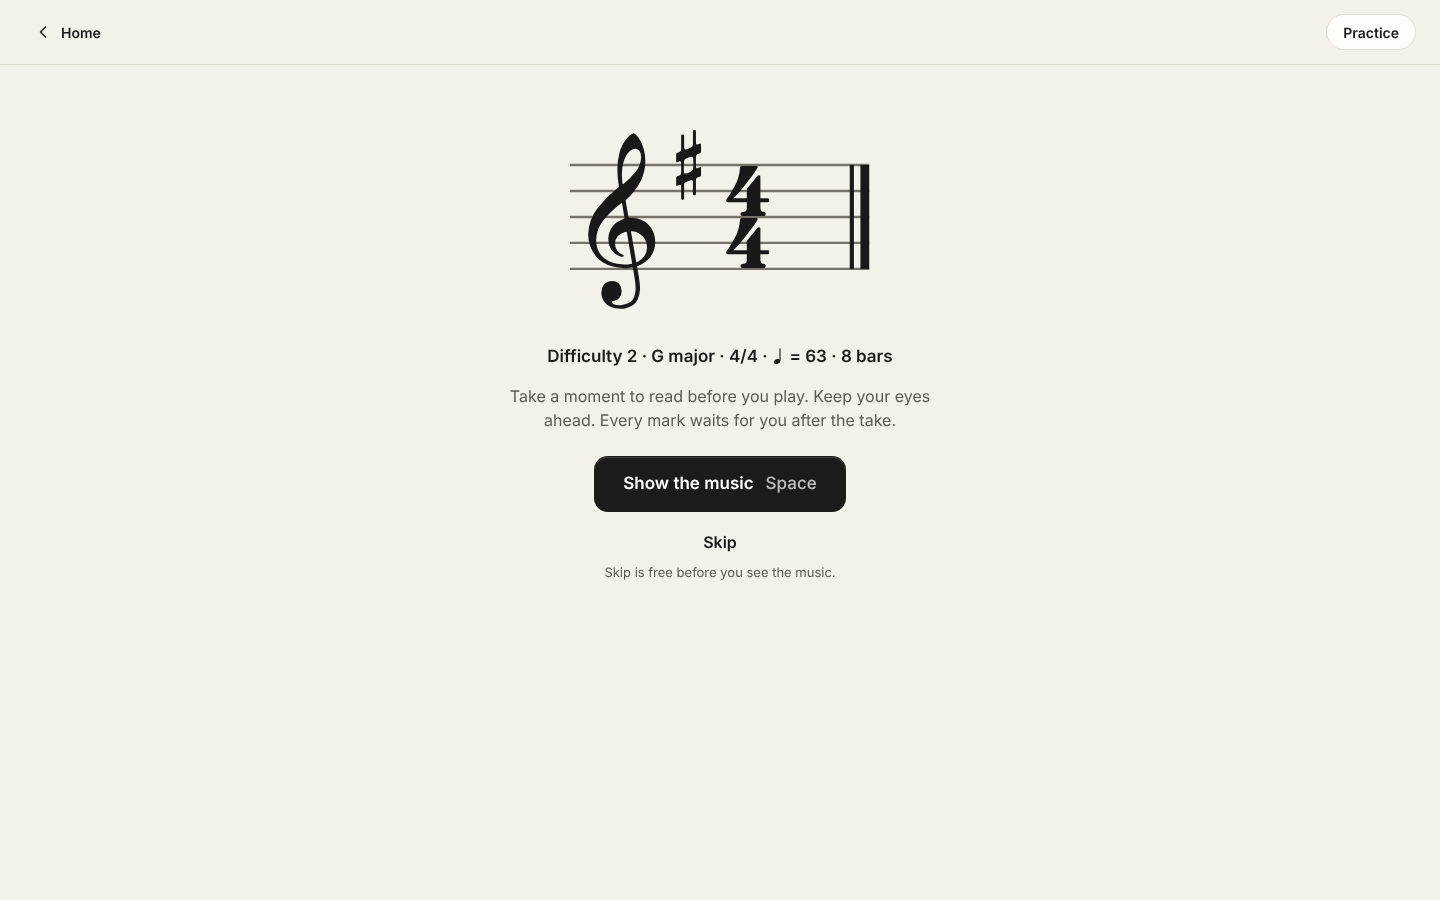 Home
Practice
4
4
Difficulty 2 · G major · 4/4 · ♩ = 63 · 8 bars
Take a moment to read before you play. Keep your eyes
ahead. Every mark waits for you after the take.
Show the music Space
Skip
Skip is free before you see the music.